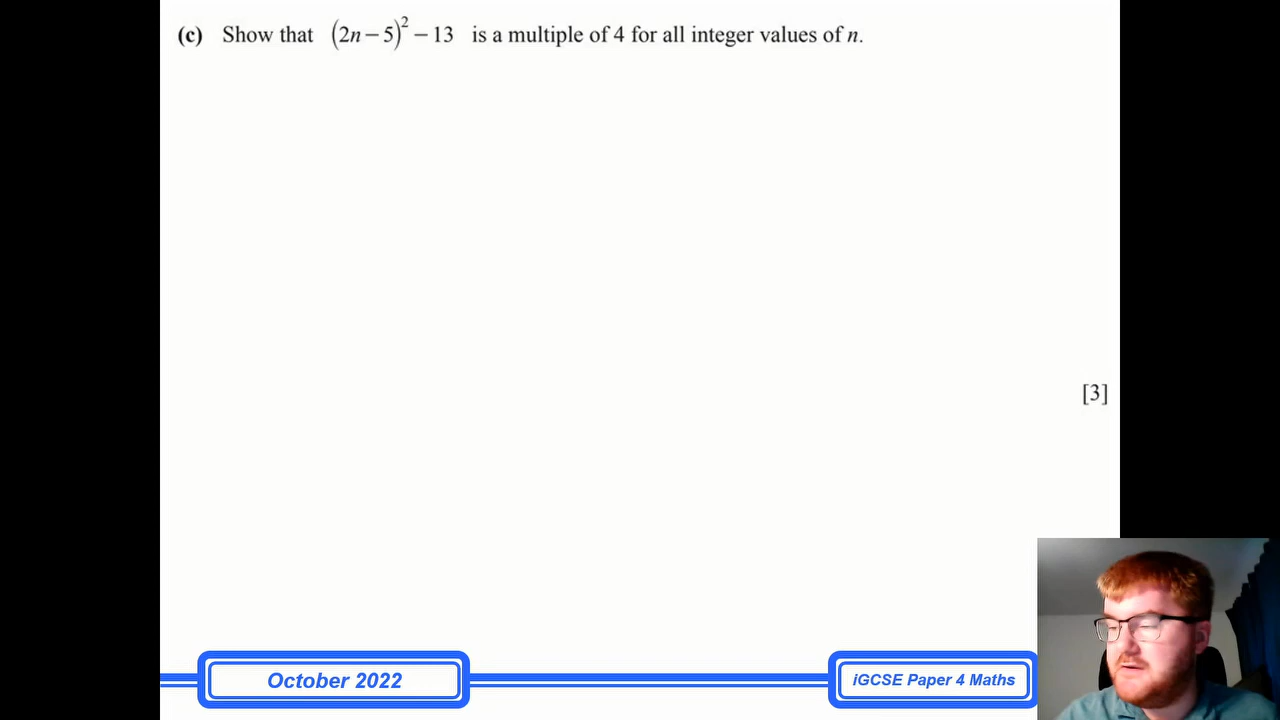 (c) Show that (2n − 5)² − 13 is a multiple of 4 for all integer values of n.
[3]
October 2022
iGCSE Paper 4 Maths